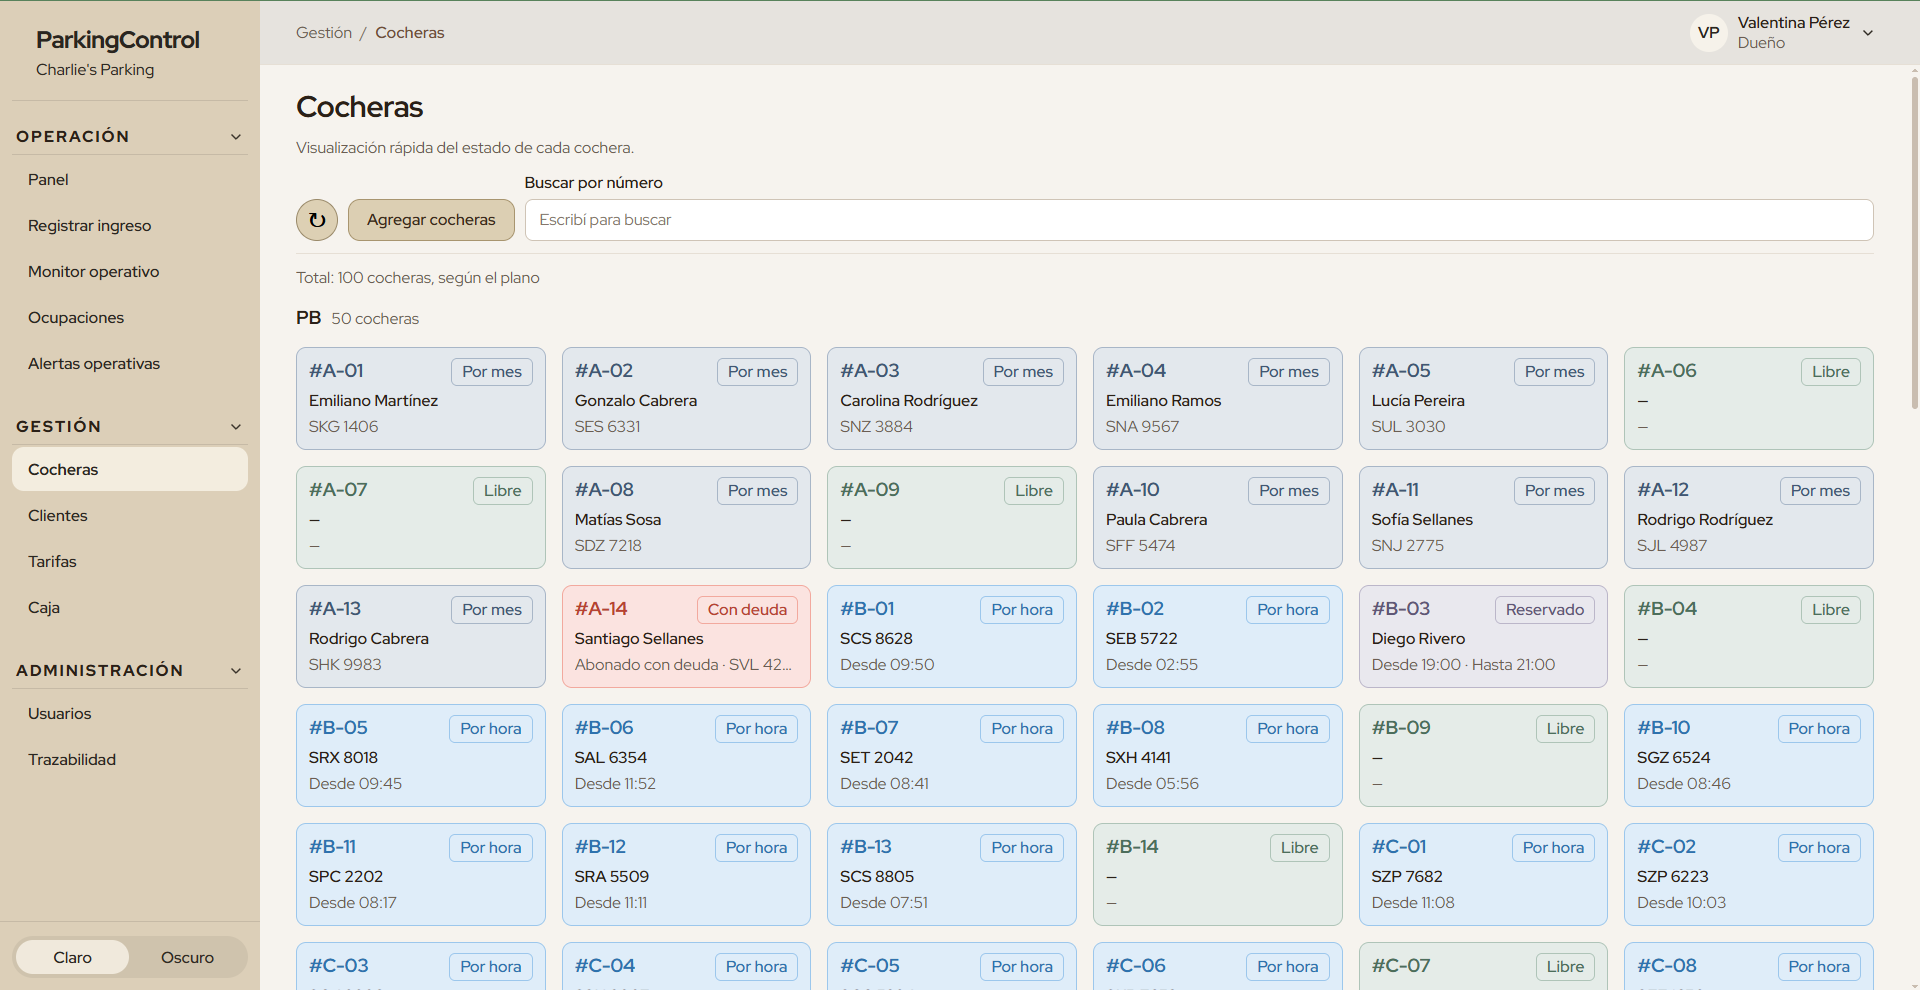 ParkingControl
Charlie's Parking
OPERACIÓN
Panel
Registrar ingreso
Monitor operativo
Ocupaciones
Alertas operativas
GESTIÓN
Cocheras
Clientes
Tarifas
Caja
ADMINISTRACIÓN
Usuarios
Trazabilidad
Claro Oscuro
Gestión / Cocheras
VP Valentina Pérez
Dueño
Cocheras
Visualización rápida del estado de cada cochera.
Buscar por número
Agregar cocheras Escribí para buscar
Total: 100 cocheras, según el plano
PB 50 cocheras
#A-01 Por mes
Emiliano Martínez
SKG 1406
#A-02 Por mes
Gonzalo Cabrera
SES 6331
#A-03 Por mes
Carolina Rodríguez
SNZ 3884
#A-04 Por mes
Emiliano Ramos
SNA 9567
#A-05 Por mes
Lucía Pereira
SUL 3030
#A-06 Libre
–
–
#A-07 Libre
–
–
#A-08 Por mes
Matías Sosa
SDZ 7218
#A-09 Libre
–
–
#A-10 Por mes
Paula Cabrera
SFF 5474
#A-11 Por mes
Sofía Sellanes
SNJ 2775
#A-12 Por mes
Rodrigo Rodríguez
SJL 4987
#A-13 Por mes
Rodrigo Cabrera
SHK 9983
#A-14 Con deuda
Santiago Sellanes
Abonado con deuda · SVL 42...
#B-01 Por hora
SCS 8628
Desde 09:50
#B-02 Por hora
SEB 5722
Desde 02:55
#B-03 Reservado
Diego Rivero
Desde 19:00 · Hasta 21:00
#B-04 Libre
–
–
#B-05 Por hora
SRX 8018
Desde 09:45
#B-06 Por hora
SAL 6354
Desde 11:52
#B-07 Por hora
SET 2042
Desde 08:41
#B-08 Por hora
SXH 4141
Desde 05:56
#B-09 Libre
–
–
#B-10 Por hora
SGZ 6524
Desde 08:46
#B-11 Por hora
SPC 2202
Desde 08:17
#B-12 Por hora
SRA 5509
Desde 11:11
#B-13 Por hora
SCS 8805
Desde 07:51
#B-14 Libre
–
–
#C-01 Por hora
SZP 7682
Desde 11:08
#C-02 Por hora
SZP 6223
Desde 10:03
#C-03 Por hora
#C-04 Por hora
#C-05 Por hora
#C-06 Por hora
#C-07 Libre
#C-08 Por hora